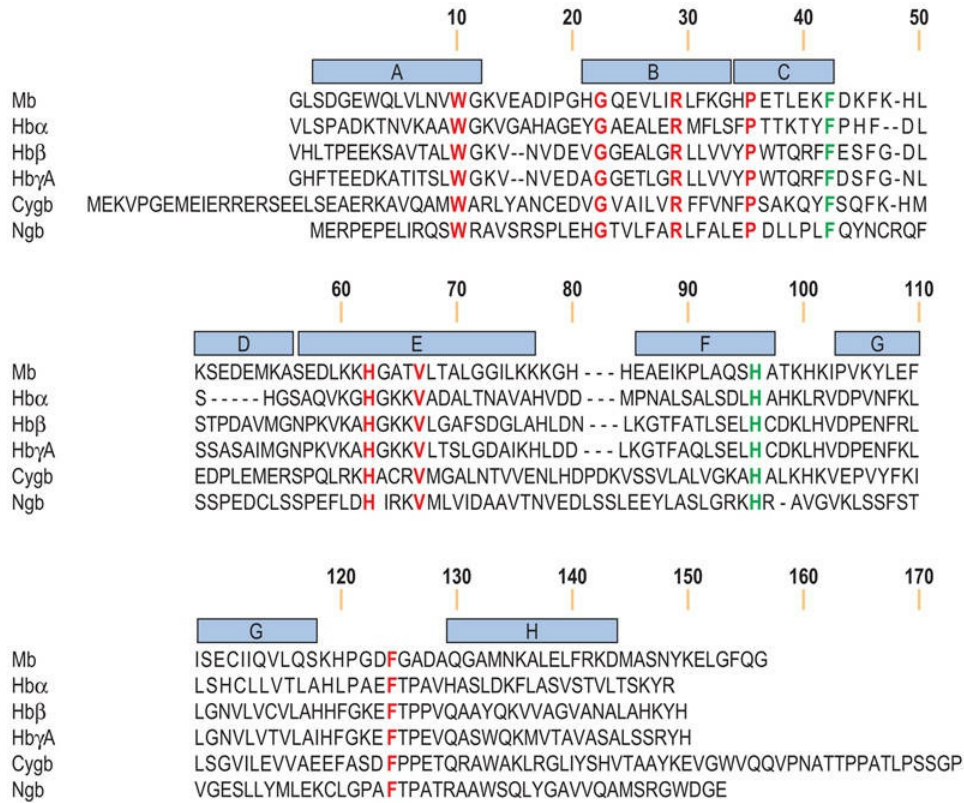 10 20 30 40 50
A B C
Mb GLSDGEWQLVLNVWGKVEADIPGHGQEVLIRLFKGHPETLEKFDKFK-HL
Hbα VLSPADKTNVKAAWGKVGAHAGEYGAEALERMFLSFPTTKTYFPHF--DL
Hbβ VHLTPEEKSAVTALWGKV--NVDEVGGEALGRLLVVYPWTQRFFESFG-DL
HbγA GHFTEEDKATITSLWGKV--NVEDAGGETLGRLLVVYPWTQRFFDSFG-NL
Cygb MEKVPGEMEIERRERSEELSEAERKAVQAMWARLYANCEDVGVAILVRFFVNFPSAKQYFSQFK-HM
Ngb MERPEPELIRQSWRAVSRSPLEHGTVLFARLFALEPDLLPLFQYNCRQF
60 70 80 90 100 110
D E F G
Mb KSEDEMKASEDLKKHGATVLTALGGILKKKGH---HEAEIKPLAQSHATKHKIPVKYLEF
Hbα S-----HGSAQVKGHGKKVADALTNAVAHVDD---MPNALSALSDLHAHKLRVDPVNFKL
Hbβ STPDAVMGNPKVKAHGKKVLGAFSDGLAHLDN---LKGTFATLSELHCDKLHVDPENFRL
HbγA SSASAIMGNPKVKAHGKKVLTSLGDAIKHLDD---LKGTFAQLSELHCDKLHVDPENFKL
Cygb EDPLEMERSPQLRKHACRVMGALNTVVENLHDPDKVSSVLALVGKAHALKHKVEPVYFKI
Ngb SSPEDCLSSPEFLDHIRKVMLVIDAAVTNVEDLSSLEEYLASLGRKHR-AVGVKLSSFST
120 130 140 150 160 170
G H
Mb ISECIIQVLQSKHPGDFGADAQGAMNKALELFRKDMASNYKELGFQG
Hbα LSHCLLVTLAHLPAEFTPAVHASLDKFLASVSTVLTSKYR
Hbβ LGNVLVCVLAHHFGKEFTPPVQAAYQKVVAGVANALAHKYH
HbγA LGNVLVTVLAIHFGKEFTPEVQASWQKMVTAVASALSSRYH
Cygb LSGVILEVVAEEFASDFPPETQRAWAKLRGLIYSHVTAAYKEVGWVQQVPNATTPPATLPSSGP
Ngb VGESLLYMLEKCLGPAFTPATRAAWSQLYGAVVQAMSRGWDGE